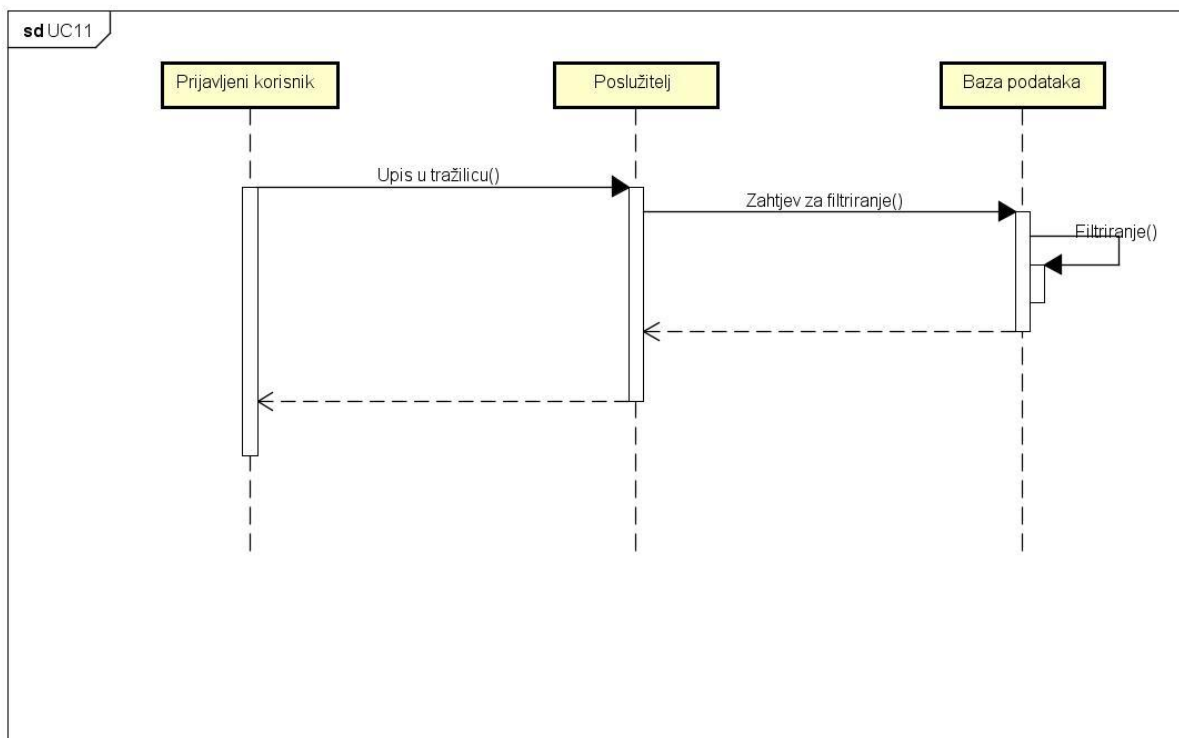 sd UC11
Prijavljeni korisnik
Poslužitelj
Baza podataka
Upis u tražilicu()
Zahtjev za filtriranje()
Filtriranje()